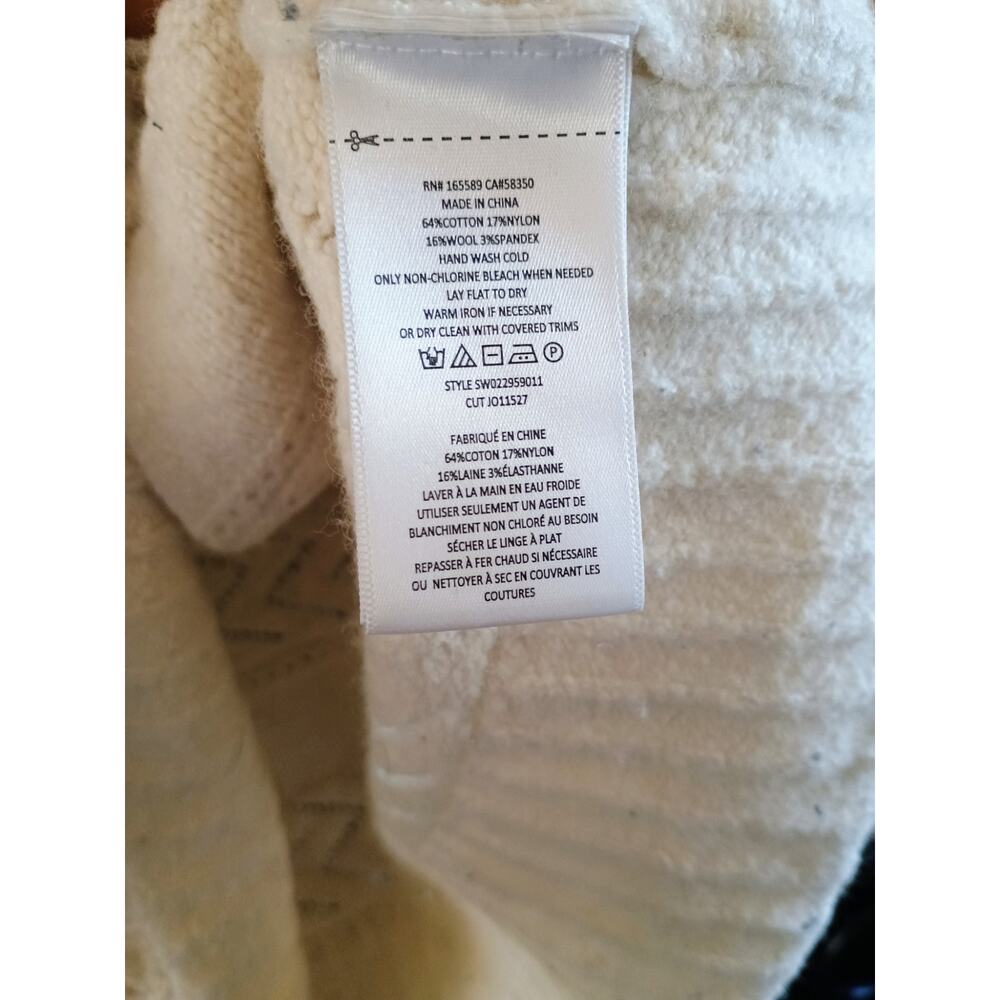 RN# 165589 CA#58350
MADE IN CHINA
64%COTTON 17%NYLON
16%WOOL 3%SPANDEX
HAND WASH COLD
ONLY NON-CHLORINE BLEACH WHEN NEEDED
LAY FLAT TO DRY
WARM IRON IF NECESSARY
OR DRY CLEAN WITH COVERED TRIMS
P
STYLE SW022959011
CUT JO11527
FABRIQUÉ EN CHINE
64%COTON 17%NYLON
16%LAINE 3%ÉLASTHANNE
LAVER À LA MAIN EN EAU FROIDE
UTILISER SEULEMENT UN AGENT DE
BLANCHIMENT NON CHLORÉ AU BESOIN
SÉCHER LE LINGE À PLAT
REPASSER À FER CHAUD SI NÉCESSAIRE
OU NETTOYER À SEC EN COUVRANT LES
COUTURES